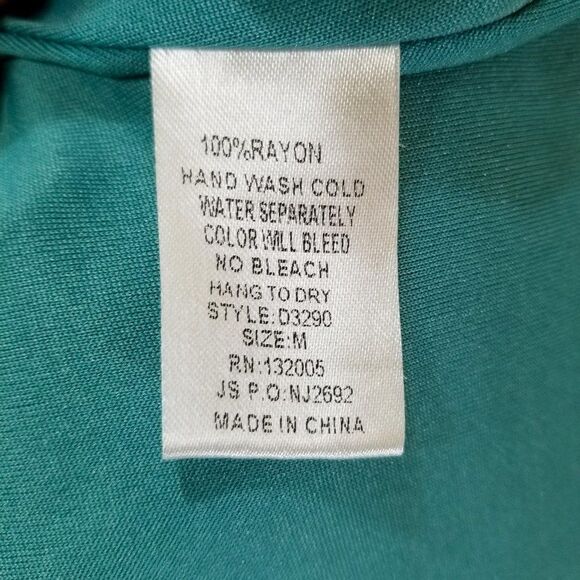 100%RAYON
HAND WASH COLD
WATER SEPARATELY
COLOR WILL BLEED
NO BLEACH
HANG TO DRY
STYLE:D3290
SIZE:M
RN:132005
JS P.O:NJ2692
MADE IN CHINA